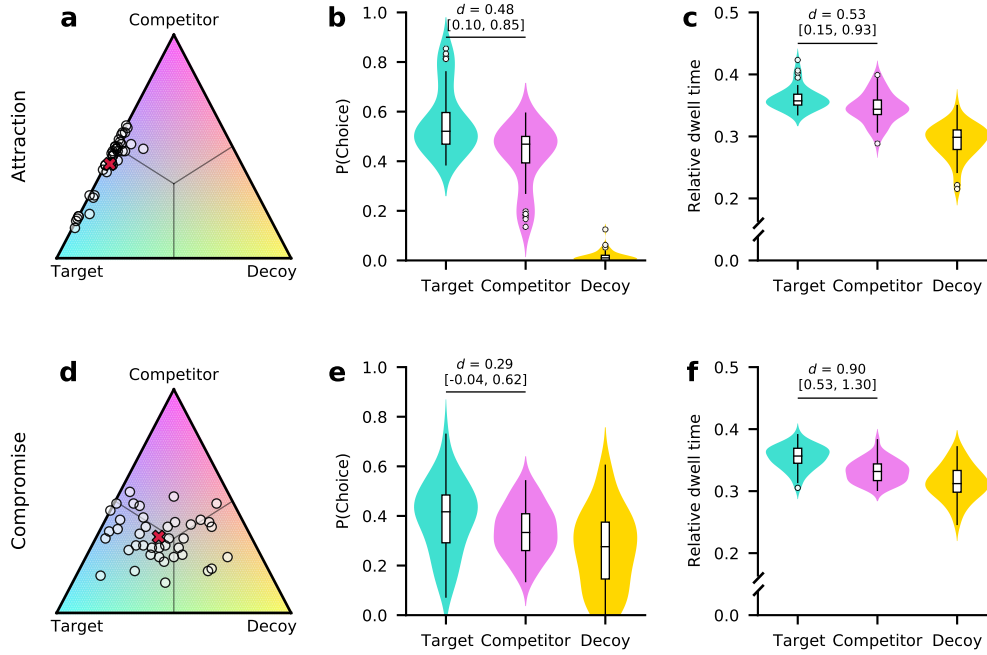 a
Competitor
Attraction
Target
Decoy
b
d = 0.48
[0.10, 0.85]
P(Choice)
1.0
0.8
0.6
0.4
0.2
0.0
Target
Competitor
Decoy
c
d = 0.53
[0.15, 0.93]
Relative dwell time
0.5
0.4
0.3
0.2
0.0
Target
Competitor
Decoy
d
Competitor
Compromise
Target
Decoy
e
d = 0.29
[-0.04, 0.62]
P(Choice)
1.0
0.8
0.6
0.4
0.2
0.0
Target
Competitor
Decoy
f
d = 0.90
[0.53, 1.30]
Relative dwell time
0.5
0.4
0.3
0.2
0.0
Target
Competitor
Decoy